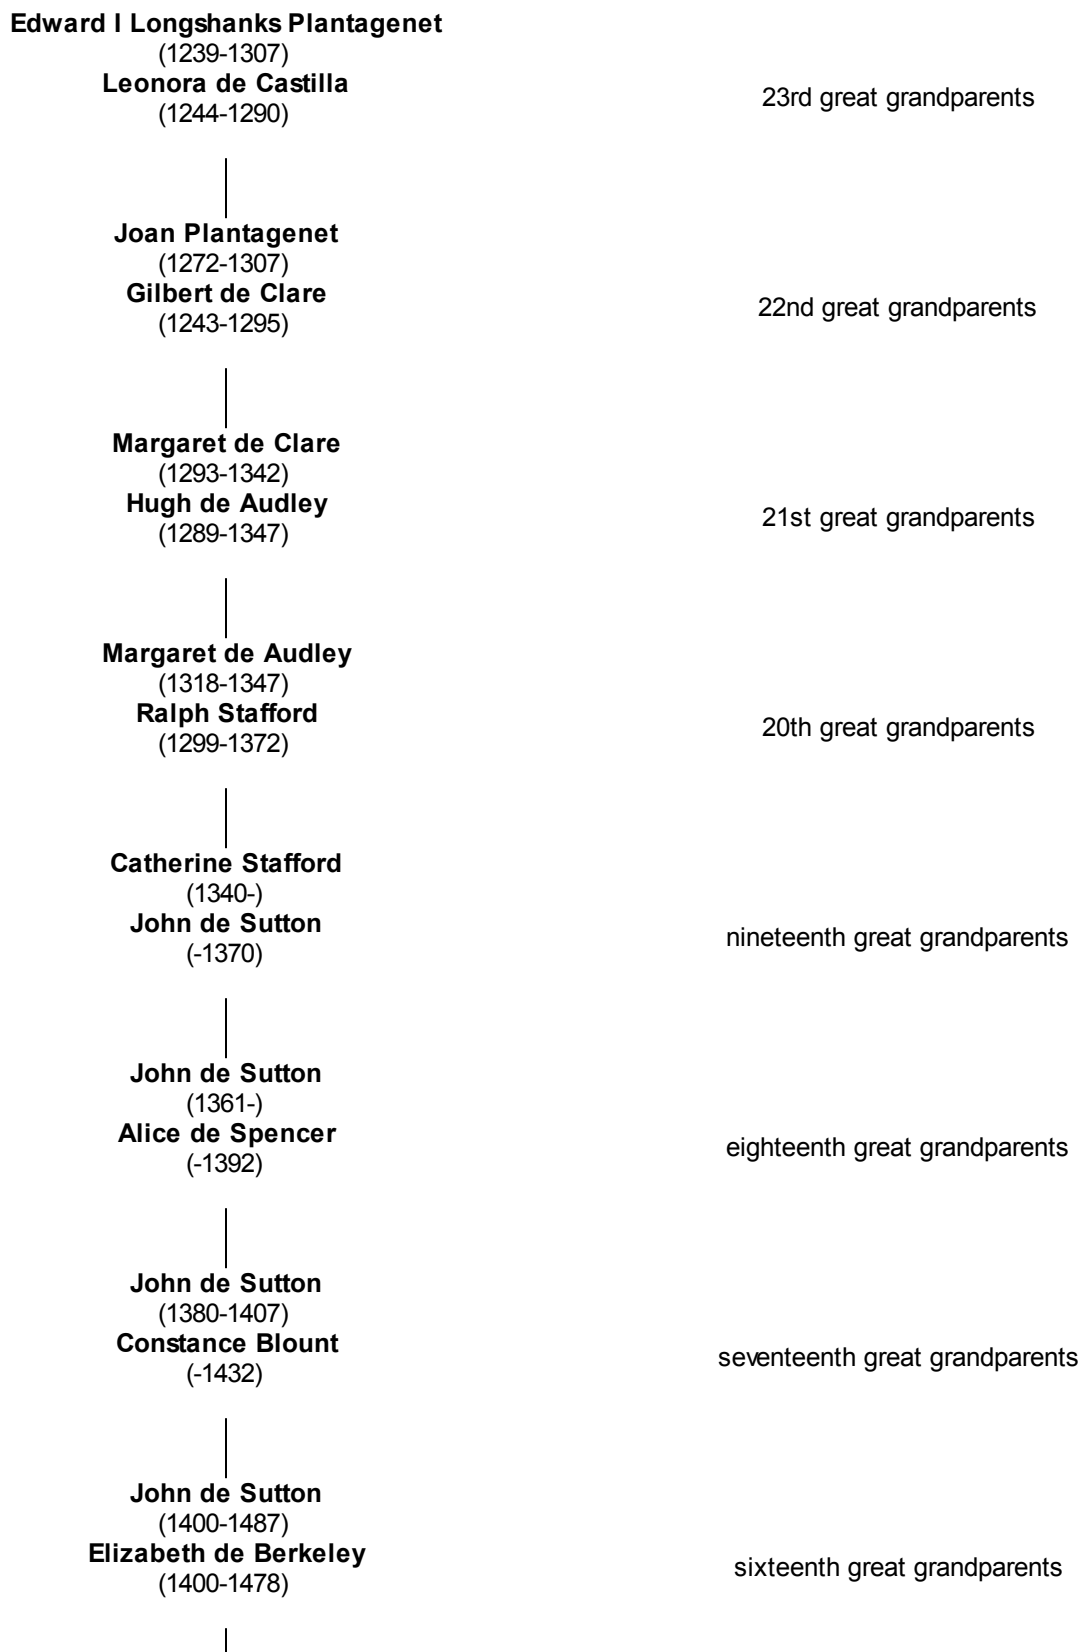 Edward I Longshanks Plantagenet
(1239-1307)
Leonora de Castilla
(1244-1290)
23rd great grandparents
Joan Plantagenet
(1272-1307)
Gilbert de Clare
(1243-1295)
22nd great grandparents
Margaret de Clare
(1293-1342)
Hugh de Audley
(1289-1347)
21st great grandparents
Margaret de Audley
(1318-1347)
Ralph Stafford
(1299-1372)
20th great grandparents
Catherine Stafford
(1340-)
John de Sutton
(-1370)
nineteenth great grandparents
John de Sutton
(1361-)
Alice de Spencer
(-1392)
eighteenth great grandparents
John de Sutton
(1380-1407)
Constance Blount
(-1432)
seventeenth great grandparents
John de Sutton
(1400-1487)
Elizabeth de Berkeley
(1400-1478)
sixteenth great grandparents